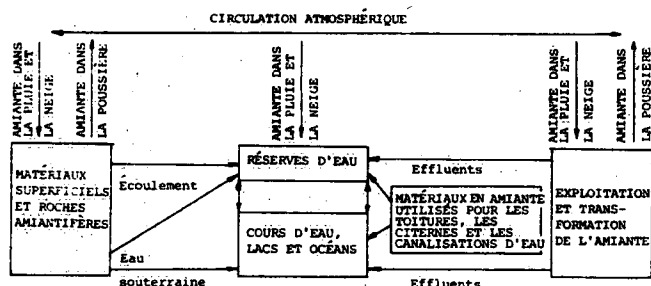 CIRCULATION ATMOSPHÉRIQUE
AMIANTE DANS
LA PLUIE ET
LA NEIGE
AMIANTE DANS
LA POUSSIÈRE
AMIANTE DANS
LA PLUIE ET
LA NEIGE
AMIANTE DANS
LA PLUIE ET
LA NEIGE
AMIANTE DANS
LA POUSSIÈRE
MATÉRIAUX
SUPERFICIELS
ET ROCHES
AMIANTIFÈRES
Écoulement
Eau
souterraine
RÉSERVES D'EAU
COURS D'EAU,
LACS ET OCÉANS
Effluents
MATÉRIAUX EN AMIANTE
UTILISÉS POUR LES
TOITURES, LES
CITERNES ET LES
CANALISATIONS D'EAU
Effluents
EXPLOITATION
ET TRANS-
FORMATION
DE L'AMIANTE